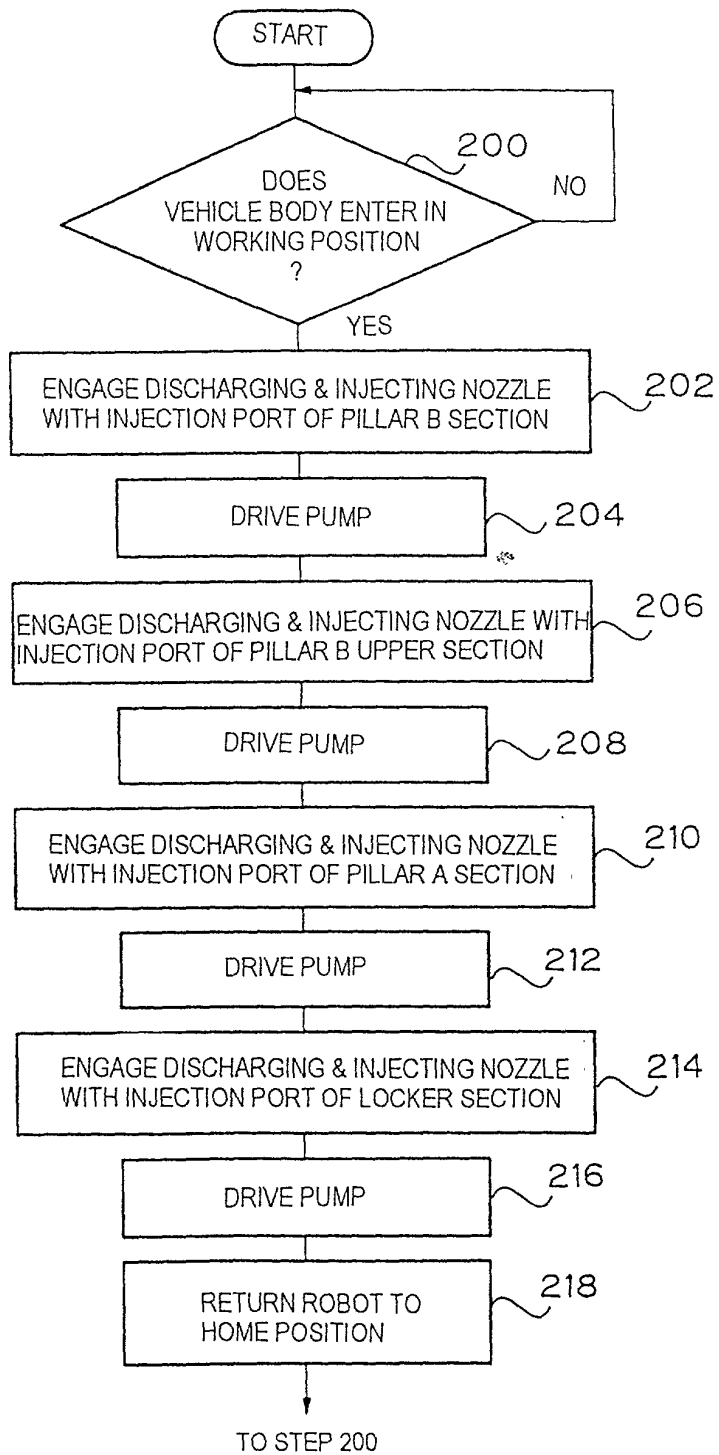 START
200
DOES
VEHICLE BODY ENTER IN
WORKING POSITION
?
NO
YES
ENGAGE DISCHARGING & INJECTING NOZZLE
WITH INJECTION PORT OF PILLAR B SECTION
202
DRIVE PUMP
204
ENGAGE DISCHARGING & INJECTING NOZZLE WITH
INJECTION PORT OF PILLAR B UPPER SECTION
206
DRIVE PUMP
208
ENGAGE DISCHARGING & INJECTING NOZZLE
WITH INJECTION PORT OF PILLAR A SECTION
210
DRIVE PUMP
212
ENGAGE DISCHARGING & INJECTING NOZZLE
WITH INJECTION PORT OF LOCKER SECTION
214
DRIVE PUMP
216
RETURN ROBOT TO
HOME POSITION
218
TO STEP 200